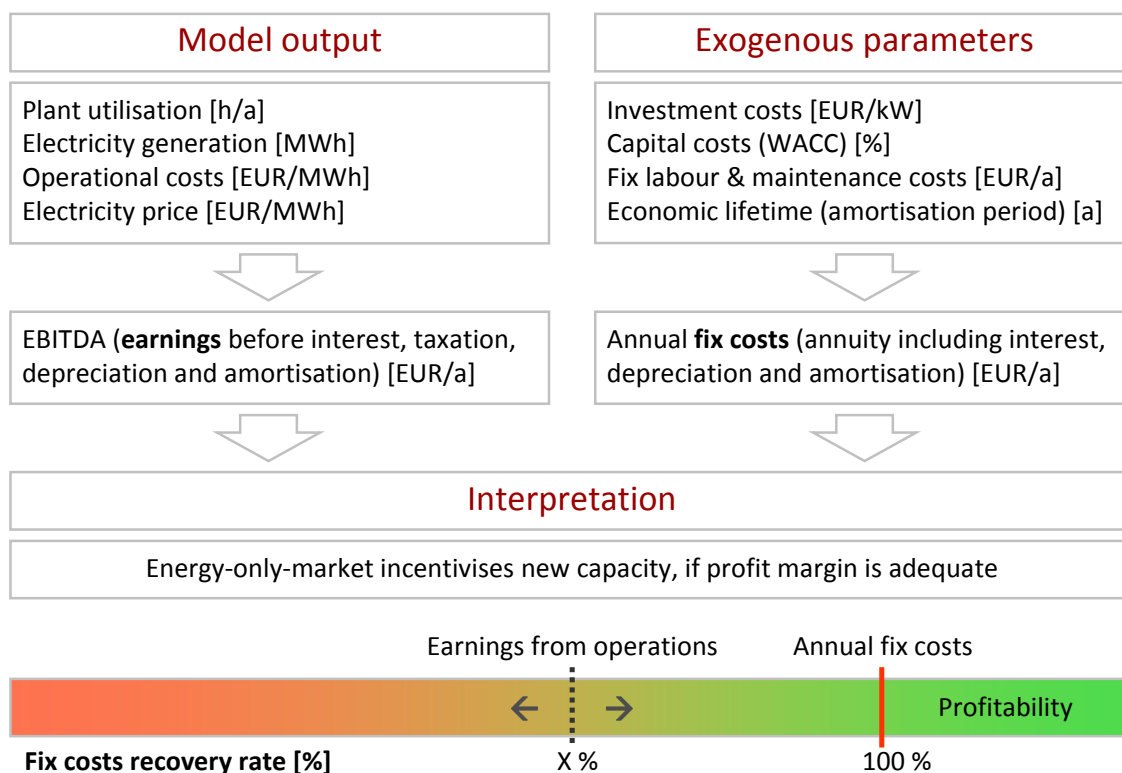 Model output
Plant utilisation [h/a]
Electricity generation [MWh]
Operational costs [EUR/MWh]
Electricity price [EUR/MWh]
Exogenous parameters
Investment costs [EUR/kW]
Capital costs (WACC) [%]
Fix labour & maintenance costs [EUR/a]
Economic lifetime (amortisation period) [a]
EBITDA (earnings before interest, taxation,
depreciation and amortisation) [EUR/a]
Annual fix costs (annuity including interest,
depreciation and amortisation) [EUR/a]
Interpretation
Energy-only-market incentivises new capacity, if profit margin is adequate
Earnings from operations
Annual fix costs
Profitability
Fix costs recovery rate [%]
X %
100 %